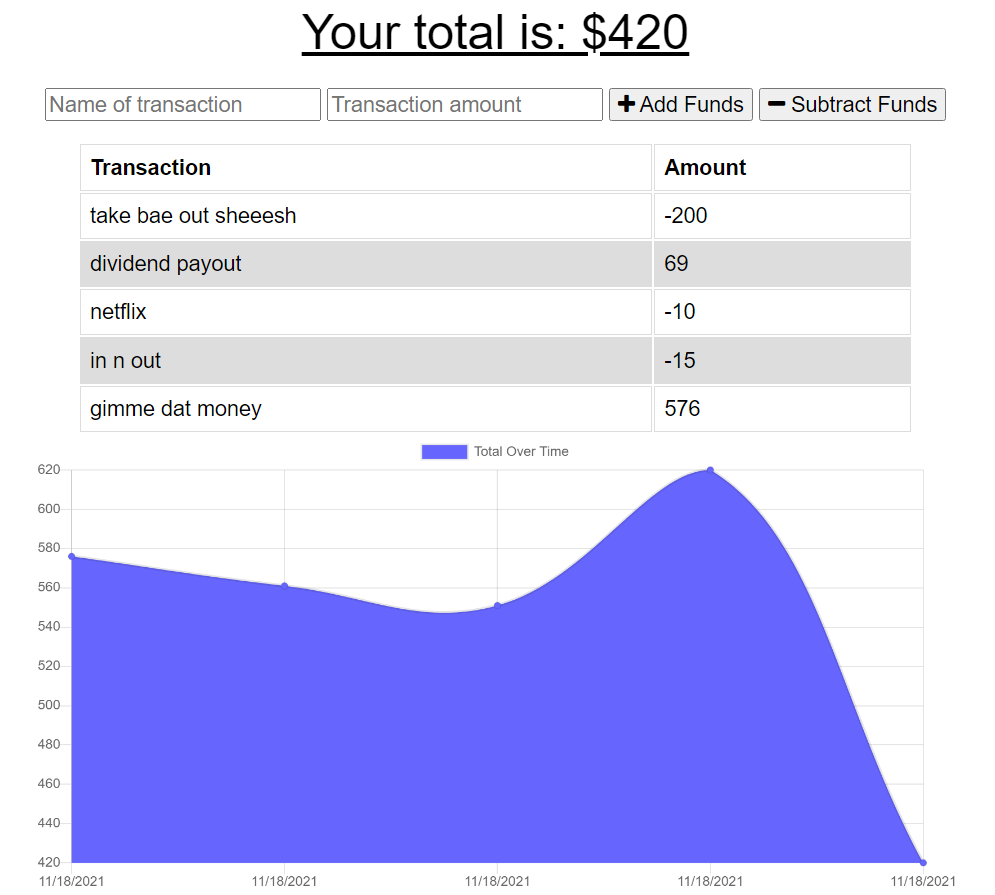 Your total is: $420
Name of transaction Transaction amount Add Funds Subtract Funds
Transaction Amount
take bae out sheeesh -200
dividend payout 69
netflix -10
in n out -15
gimme dat money 576
Total Over Time
620
600
580
560
540
520
500
480
460
440
420
11/18/2021 11/18/2021 11/18/2021 11/18/2021 11/18/2021